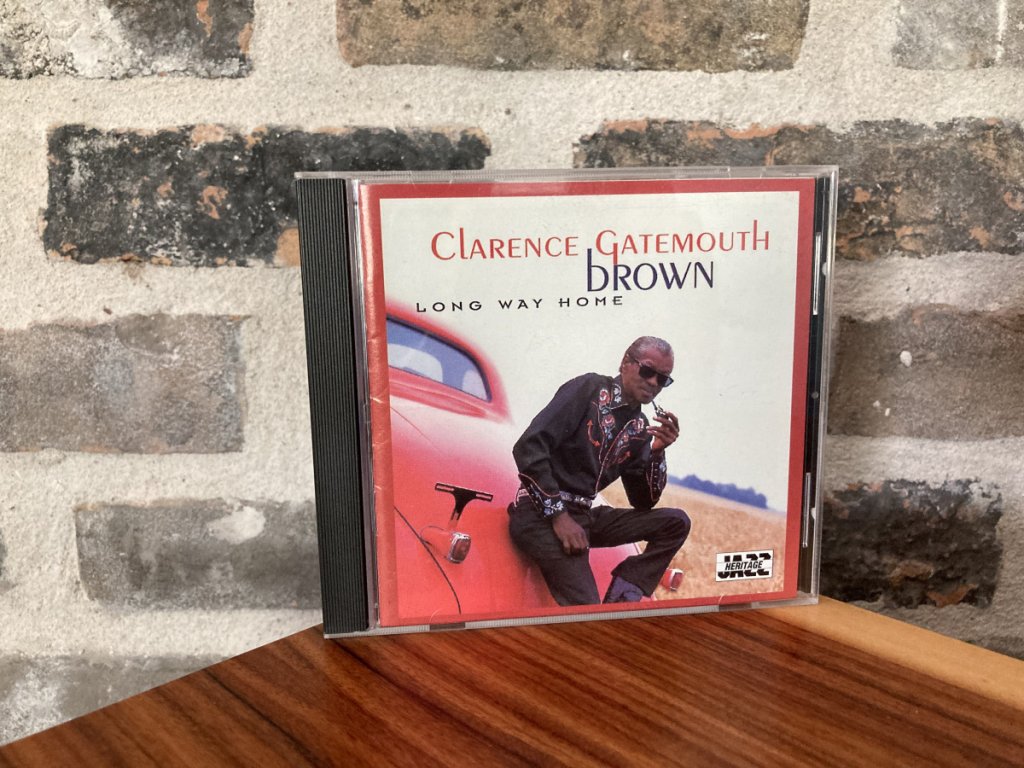 Clarence Gatemouth
brown
LONG WAY HOME
JAZZ
HERITAGE